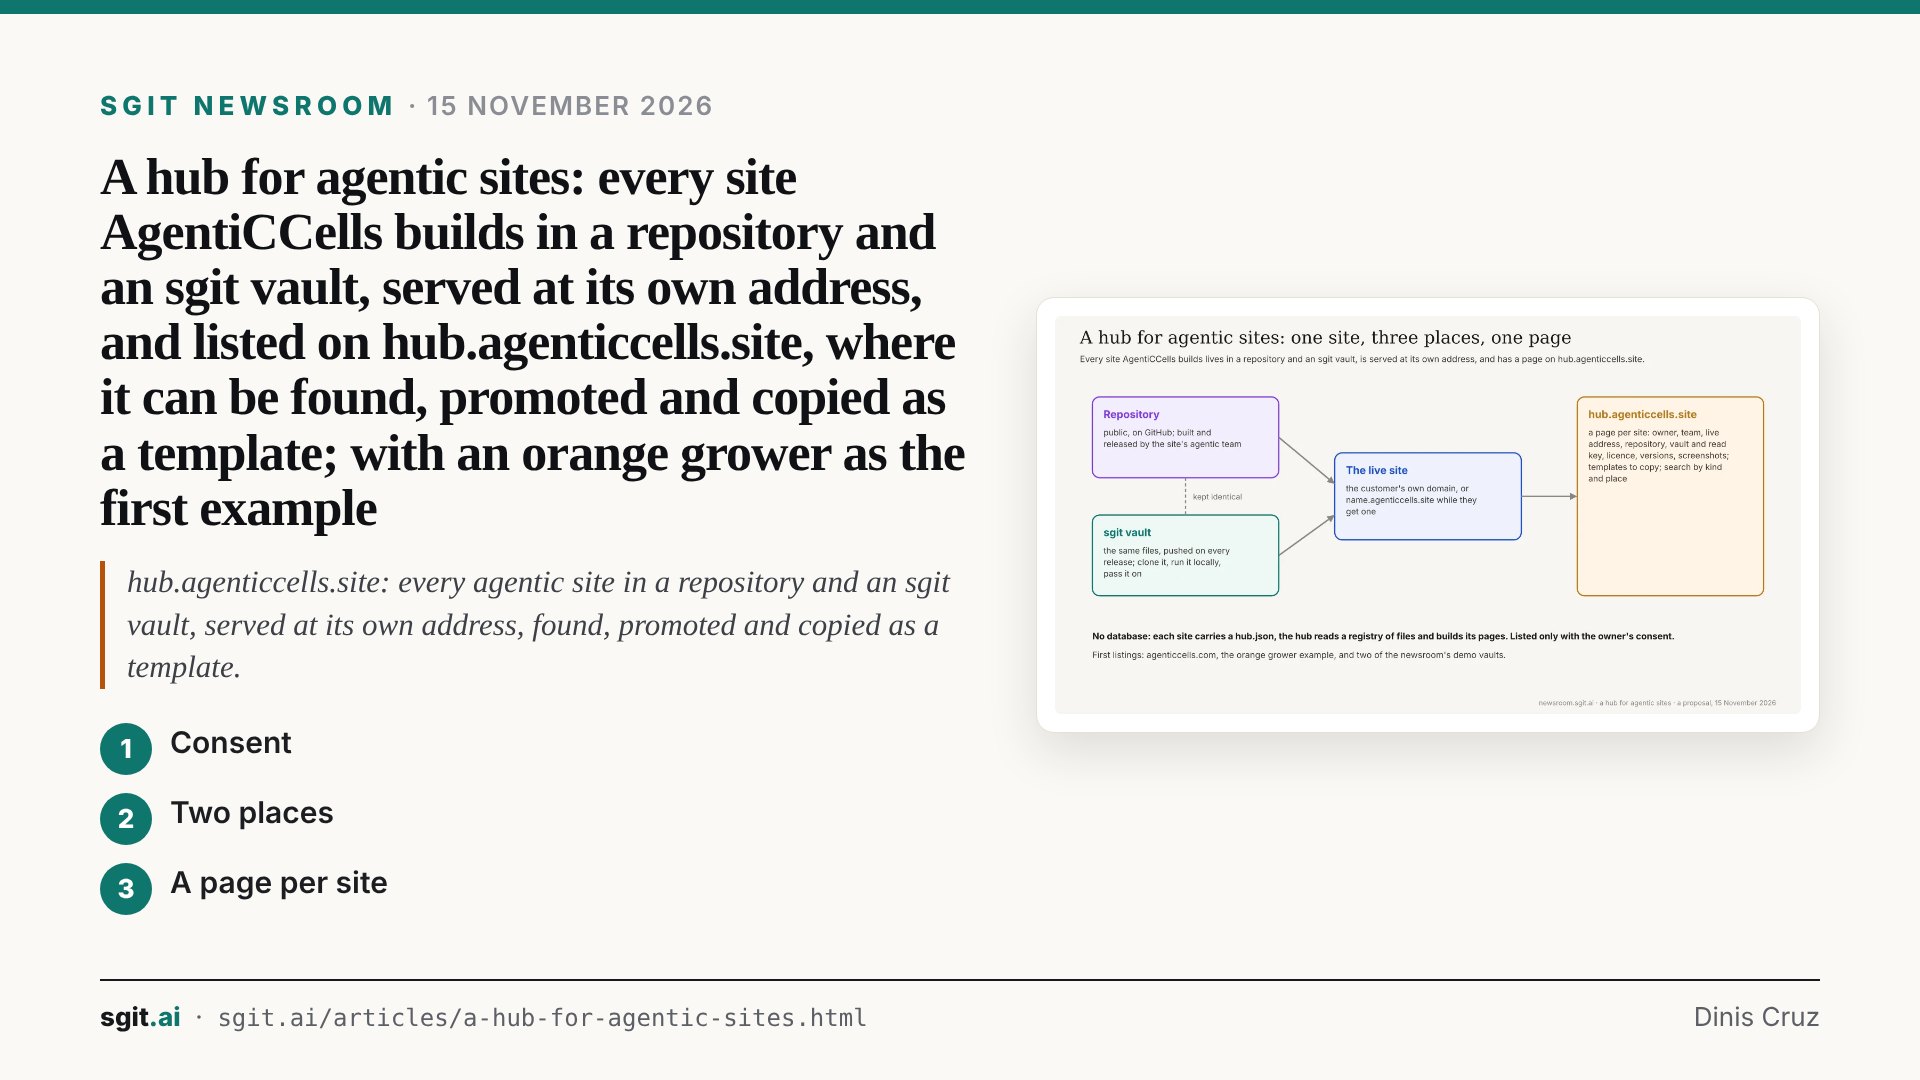 SGIT NEWSROOM · 15 NOVEMBER 2026
A hub for agentic sites: every site
AgentiCCells builds in a repository and
an sgit vault, served at its own address,
and listed on hub.agenticcells.site, where
it can be found, promoted and copied as
a template; with an orange grower as the
first example
hub.agenticcells.site: every agentic site in a repository and an sgit
vault, served at its own address, found, promoted and copied as a
template.
1 Consent
2 Two places
3 A page per site
A hub for agentic sites: one site, three places, one page
Every site AgentiCCells builds lives in a repository and an sgit vault, is served at its own address, and has a page on hub.agenticcells.site.
Repository
public, on GitHub; built and
released by the site's agentic team
kept identical
sgit vault
the same files, pushed on every
release; clone it, run it locally,
pass it on
The live site
the customer's own domain, or
name.agenticcells.site while they
get one
hub.agenticcells.site
a page per site: owner, team, live
address, repository, vault and read
key, licence, versions, screenshots;
templates to copy; search by kind
and place
No database: each site carries a hub.json, the hub reads a registry of files and builds its pages. Listed only with the owner's consent.
First listings: agenticcells.com, the orange grower example, and two of the newsroom's demo vaults.
newsroom.sgit.ai · a hub for agentic sites · a proposal, 15 November 2026
sgit.ai · sgit.ai/articles/a-hub-for-agentic-sites.html
Dinis Cruz